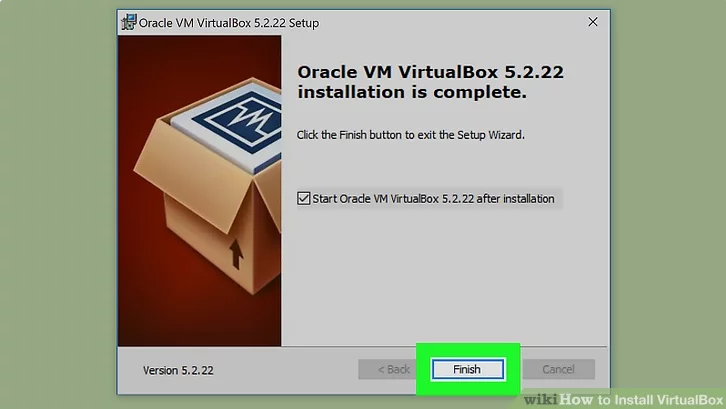 Oracle VM VirtualBox 5.2.22 Setup
Oracle VM VirtualBox 5.2.22
installation is complete.
Click the Finish button to exit the Setup Wizard.
Start Oracle VM VirtualBox 5.2.22 after installation
Version 5.2.22
< Back
Finish
Cancel
wikiHow to Install VirtualBox